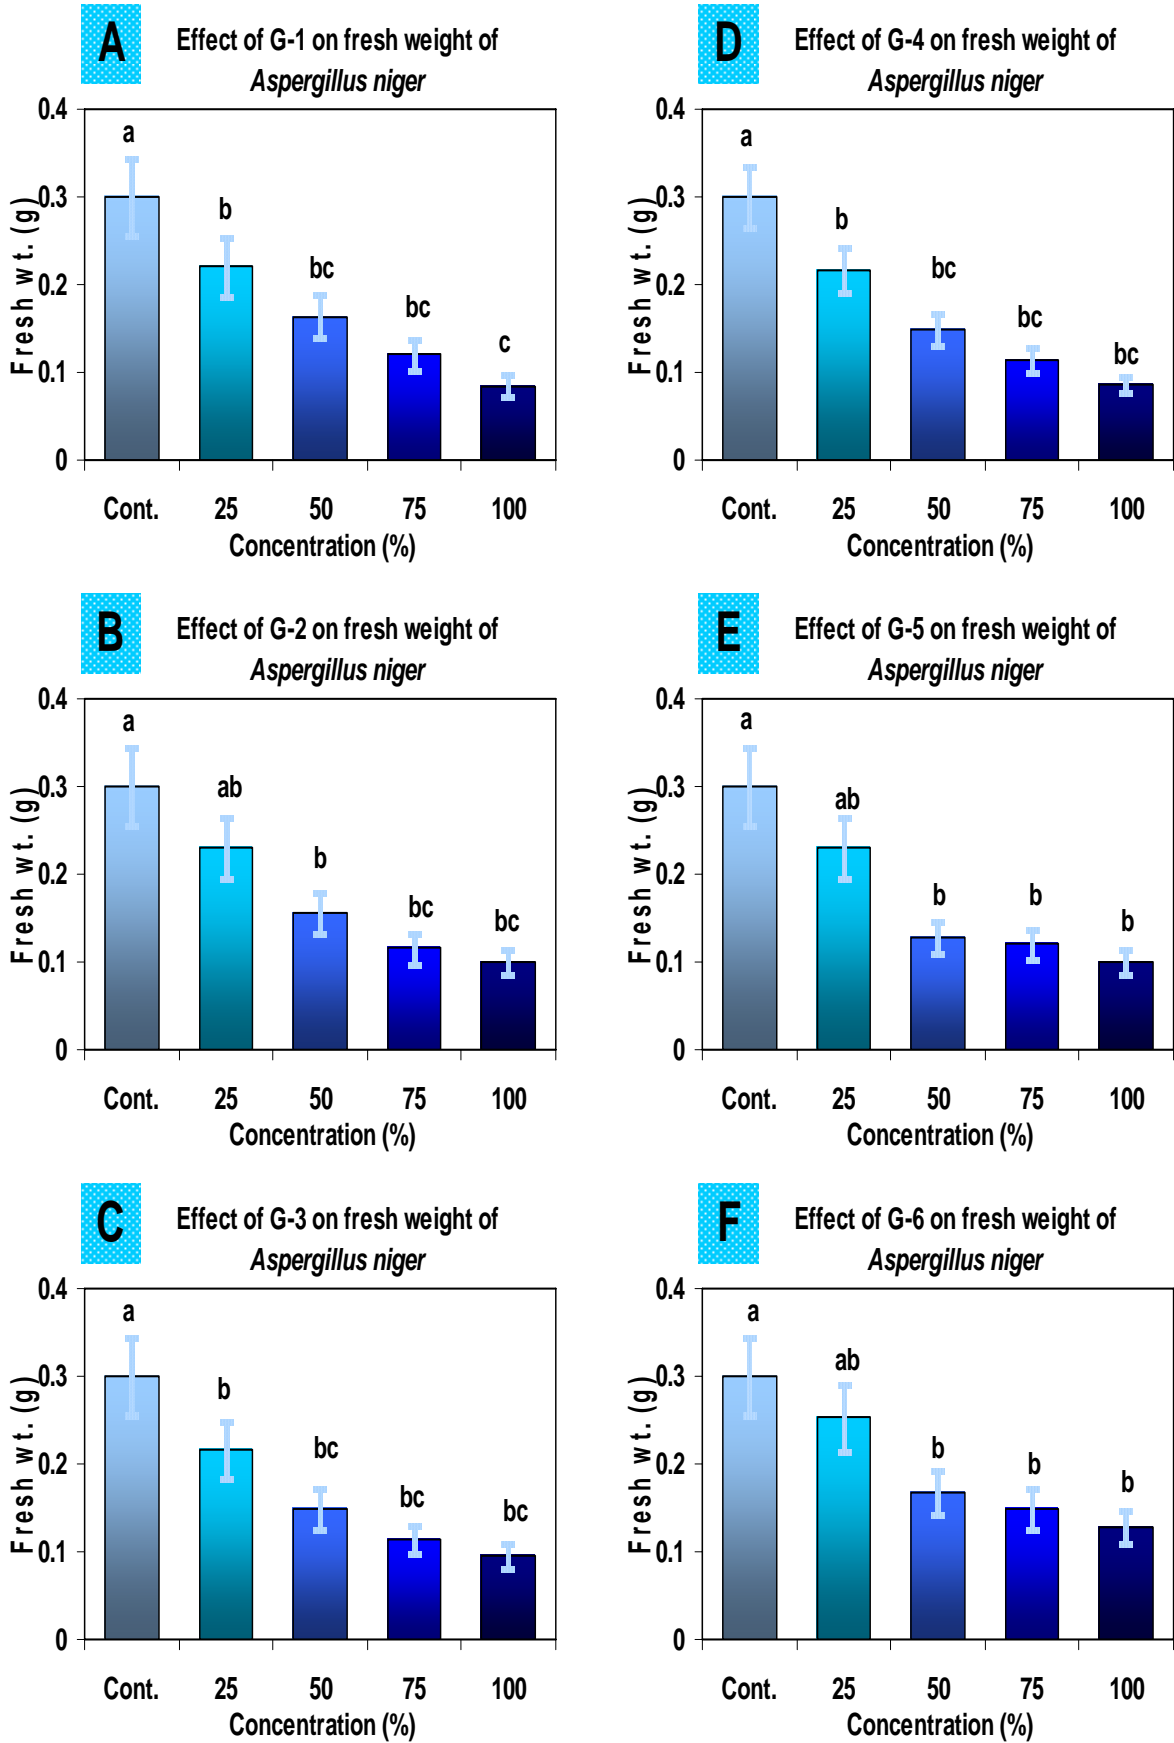 A
Effect of G-1 on fresh weight of
Aspergillus niger
Fresh wt. (g)
0.4
0.3
0.2
0.1
0
a
b
bc
bc
c
Cont. 25 50 75 100
Concentration (%)
D
Effect of G-4 on fresh weight of
Aspergillus niger
Fresh wt. (g)
0.4
0.3
0.2
0.1
0
a
b
bc
bc
bc
Cont. 25 50 75 100
Concentration (%)
B
Effect of G-2 on fresh weight of
Aspergillus niger
Fresh wt. (g)
0.4
0.3
0.2
0.1
0
a
ab
b
bc
bc
Cont. 25 50 75 100
Concentration (%)
E
Effect of G-5 on fresh weight of
Aspergillus niger
Fresh wt. (g)
0.4
0.3
0.2
0.1
0
a
ab
b
b
b
Cont. 25 50 75 100
Concentration (%)
C
Effect of G-3 on fresh weight of
Aspergillus niger
Fresh wt. (g)
0.4
0.3
0.2
0.1
0
a
b
bc
bc
bc
Cont. 25 50 75 100
Concentration (%)
F
Effect of G-6 on fresh weight of
Aspergillus niger
Fresh wt. (g)
0.4
0.3
0.2
0.1
0
a
ab
b
b
b
Cont. 25 50 75 100
Concentration (%)